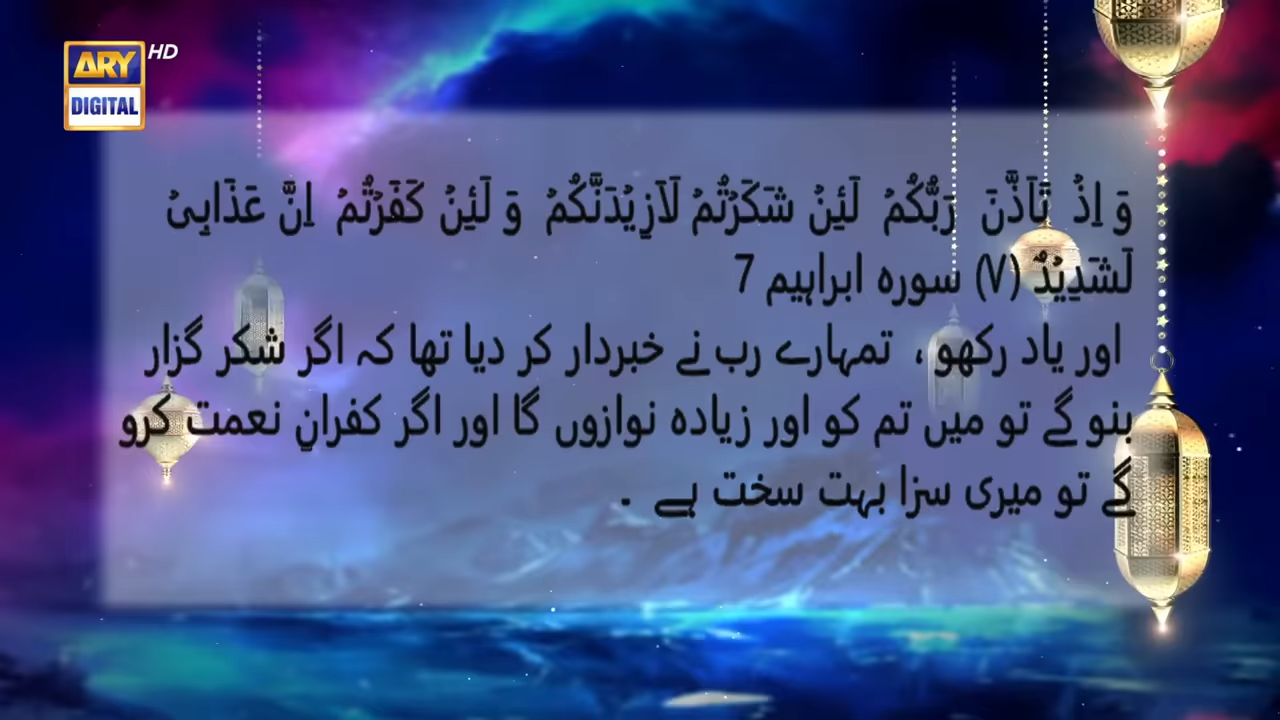 ARY HD
DIGITAL
وَ اِذْ تَاَذَّنَ رَبُّكُمْ لَىِٕنْ شَكَرْتُمْ لَاَزِیْدَنَّكُمْ وَ لَىِٕنْ كَفَرْتُمْ اِنَّ عَذَابِیْ
لَشَدِیْدٌ (۷) سوره ابراہیم 7
اور یاد رکھو ، تمہارے رب نے خبردار کر دیا تھا کہ اگر شکر گزار
بنو گے تو میں تم کو اور زیادہ نوازوں گا اور اگر کفرانِ نعمت کرو
گے تو میری سزا بہت سخت ہے ۔